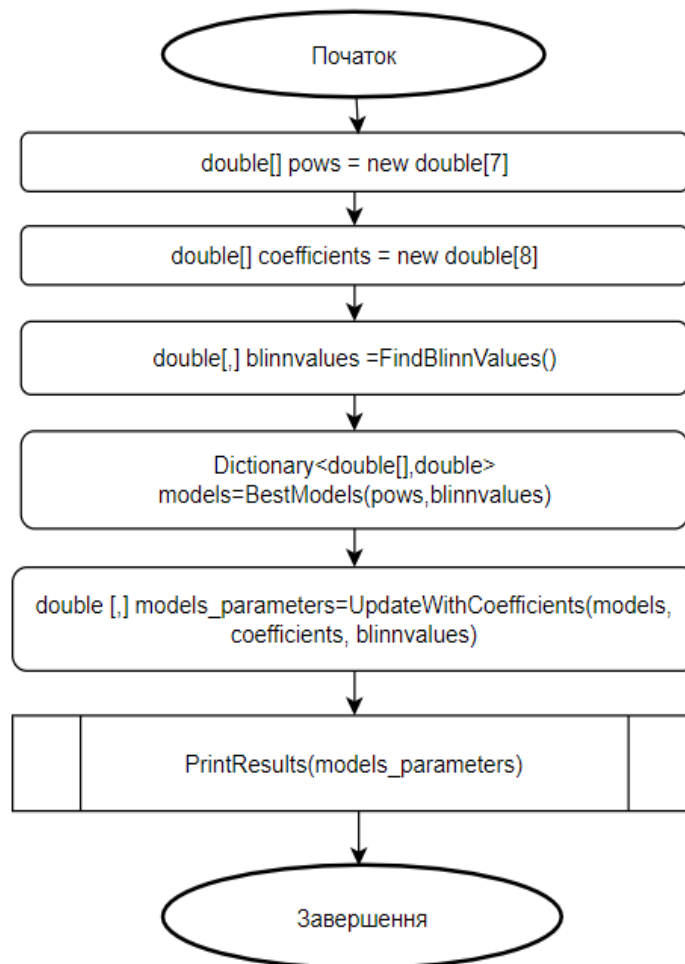 Початок
double[] pows = new double[7]
double[] coefficients = new double[8]
double[,] blinnvalues =FindBlinnValues()
Dictionary<double[],double>
models=BestModels(pows,blinnvalues)
double [,] models_parameters=UpdateWithCoefficients(models,
coefficients, blinnvalues)
PrintResults(models_parameters)
Завершення